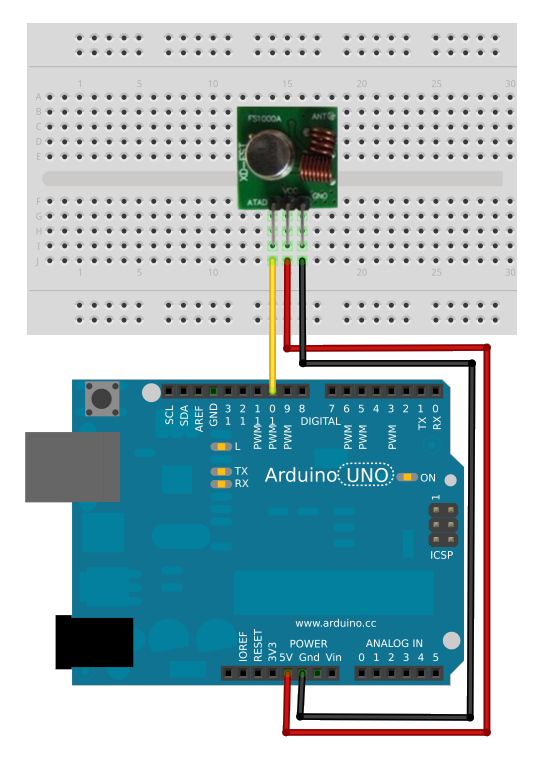 1 5 10 15 20 25 30
A
B
C
D
E
FS1000A ANT
XD-FST
VCC
ATAD GND
F
G
H
I
J
1 5 10 20 25 30
SCL SDA AREF GND 13 12 PWM 11 PWM 10 PWM 9 8 DIGITAL 7 PWM 6 PWM 5 4 PWM 3 2 TX 1 RX 0
L
TX
RX
Arduino UNO
ON
1
ICSP
www.arduino.cc
POWER ANALOG IN
IOREF RESET 3V3 5V Gnd Vin 0 1 2 3 4 5